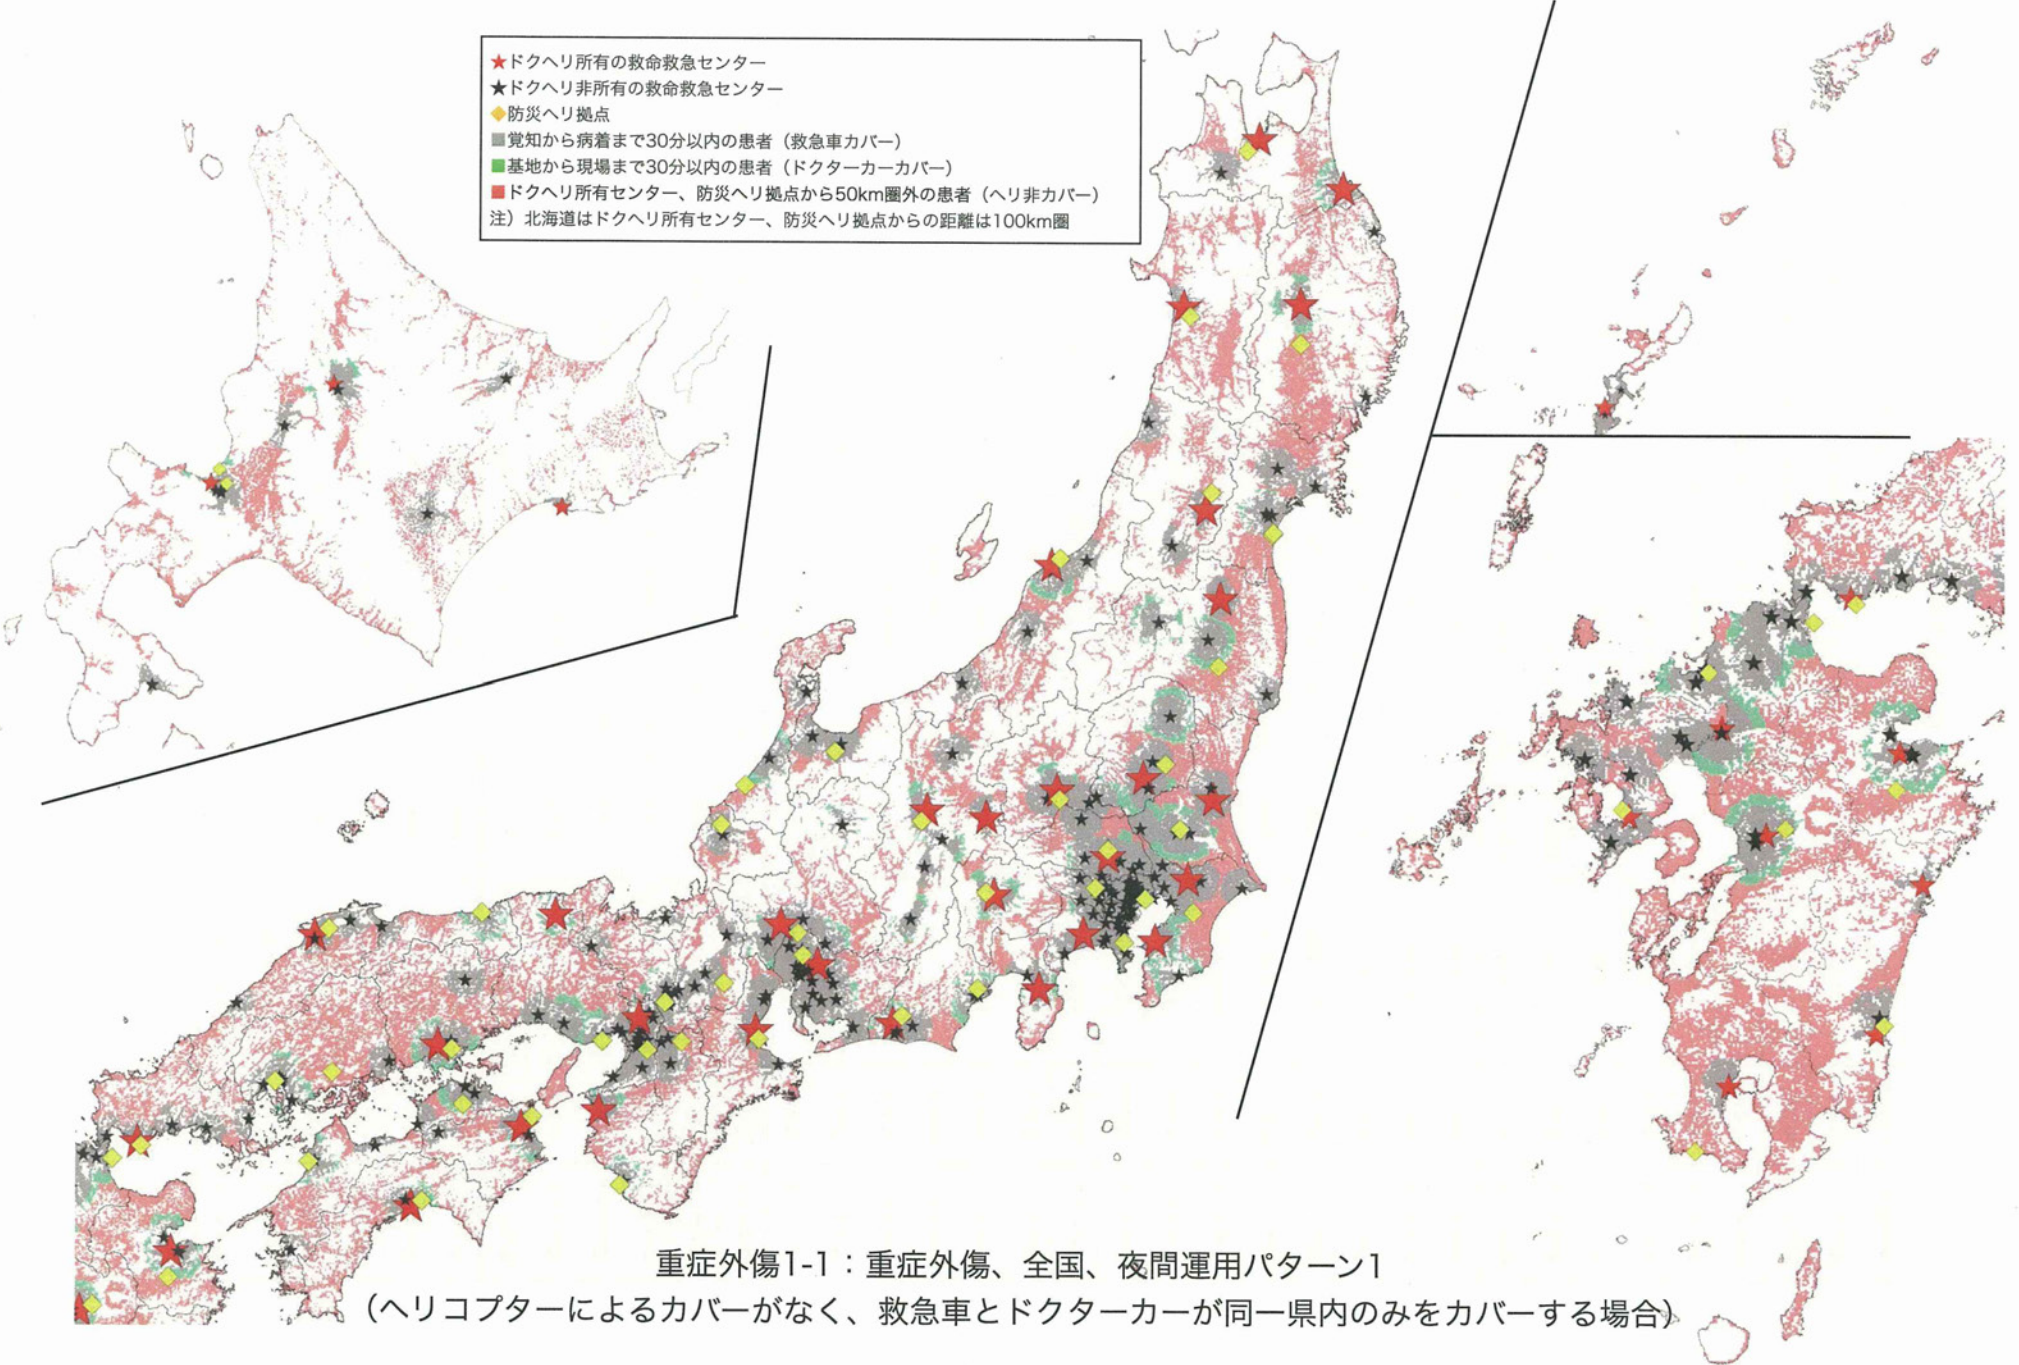 ★ドクヘリ所有の救命救急センター
★ドクヘリ非所有の救命救急センター
◆防災ヘリ拠点
■覚知から病着まで30分以内の患者（救急車カバー）
■基地から現場まで30分以内の患者（ドクターカーカバー）
■ドクヘリ所有センター、防災ヘリ拠点から50km圏外の患者（ヘリ非カバー）
注）北海道はドクヘリ所有センター、防災ヘリ拠点からの距離は100km圏
重症外傷1-1：重症外傷、全国、夜間運用パターン1
（ヘリコプターによるカバーがなく、救急車とドクターカーが同一県内のみをカバーする場合）